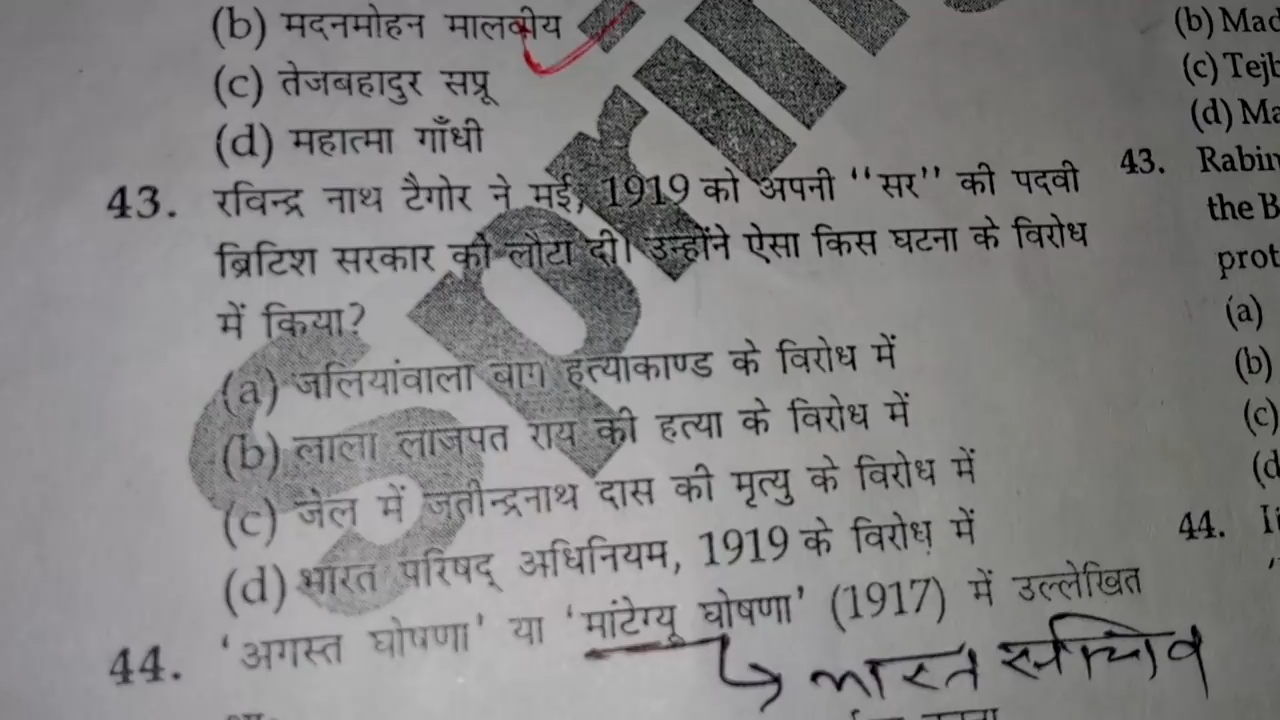 (b) मदनमोहन मालवीय
(c) तेजबहादुर सप्रू
(d) महात्मा गाँधी
43. रविन्द्र नाथ टैगोर ने मई, 1919 को अपनी "सर" की पदवी
ब्रिटिश सरकार को लौटा दी। उन्होंने ऐसा किस घटना के विरोध
में किया?
(a) जलियांवाला बाग हत्याकाण्ड के विरोध में
(b) लाला लाजपत राय की हत्या के विरोध में
(c) जेल में जतीन्द्रनाथ दास की मृत्यु के विरोध में
(d) भारत परिषद् अधिनियम, 1919 के विरोध में
44. 'अगस्त घोषणा' या 'मांटेग्यू घोषणा' (1917) में उल्लेखित
भारत सचिव
(b) Mad
(c) Tejb
(d) Ma
43. Rabin
the B
prot
(a)
(b)
(c)
(d
44.